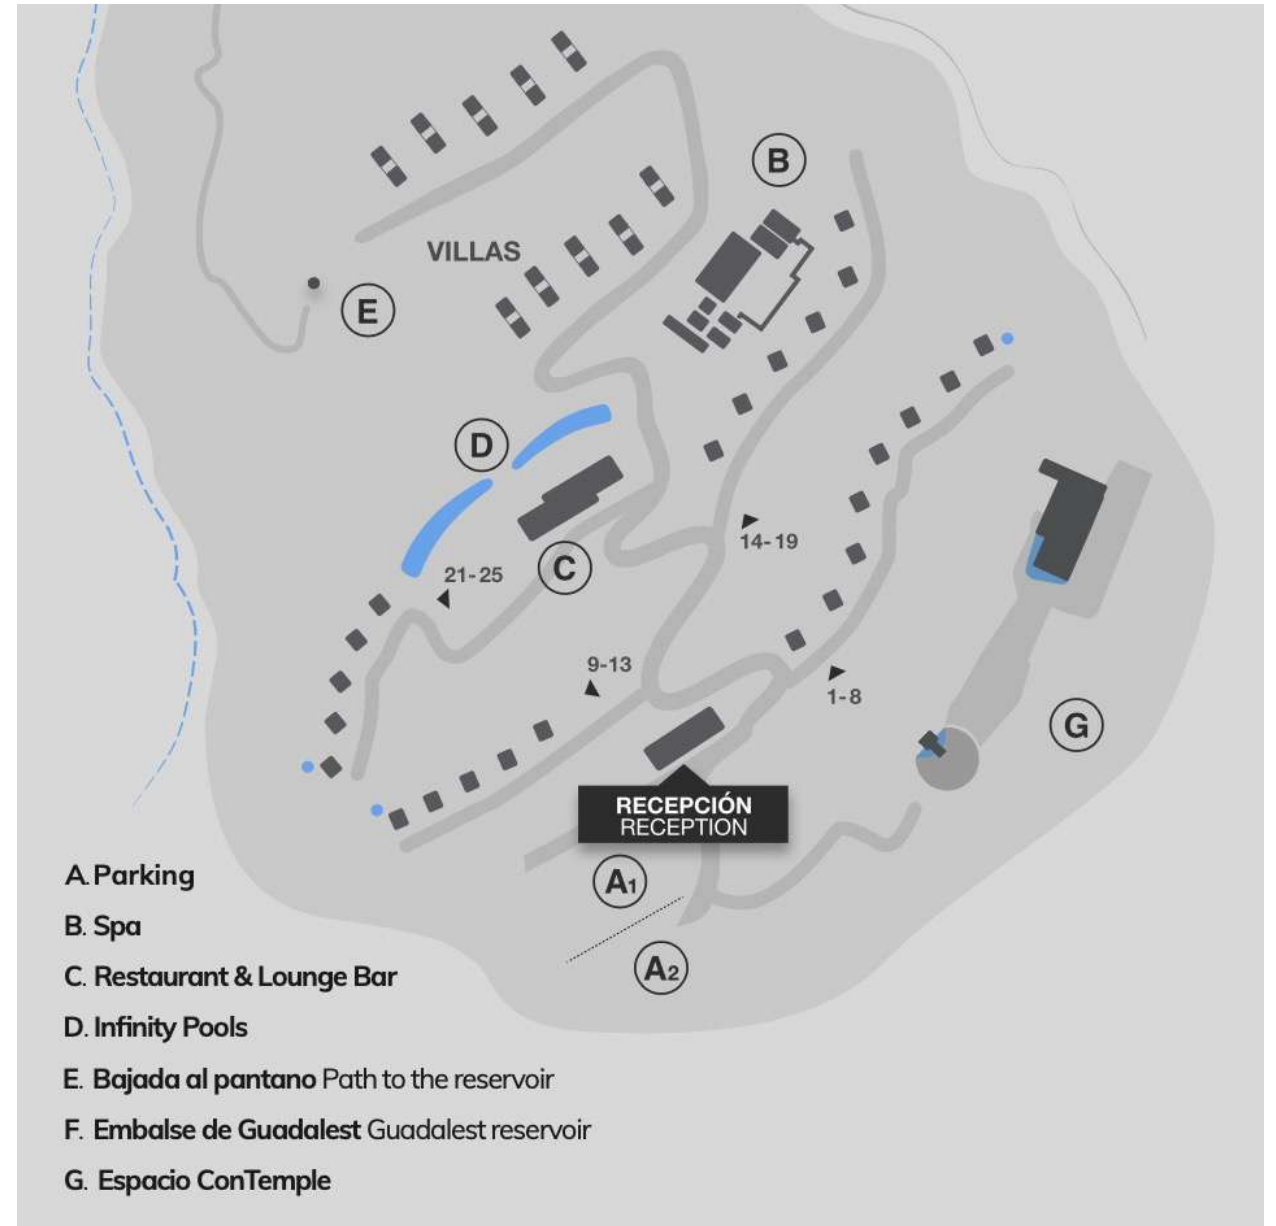 B
VILLAS
E
D
14-19
C
21-25
9-13
1-8
G
RECEPCIÓN
RECEPTION
A1
A2
A. Parking
B. Spa
C. Restaurant & Lounge Bar
D. Infinity Pools
E. Bajada al pantano Path to the reservoir
F. Embalse de Guadalest Guadalest reservoir
G. Espacio ConTemple